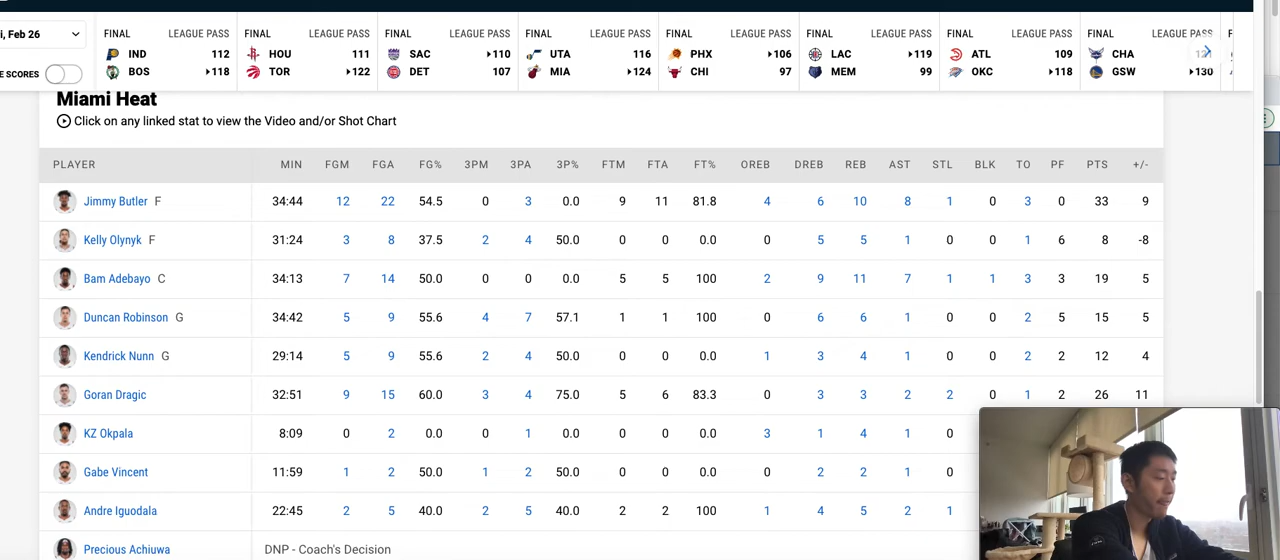 i, Feb 26
E SCORES
FINAL LEAGUE PASS
IND 112
BOS 118
FINAL LEAGUE PASS
HOU 111
TOR 122
FINAL LEAGUE PASS
SAC 110
DET 107
FINAL LEAGUE PASS
UTA 116
MIA 124
FINAL LEAGUE PASS
PHX 106
CHI 97
FINAL LEAGUE PASS
LAC 119
MEM 99
FINAL LEAGUE PASS
ATL 109
OKC 118
FINAL LEAGUE PASS
CHA
GSW 130
F
Miami Heat
Click on any linked stat to view the Video and/or Shot Chart
PLAYER MIN FGM FGA FG% 3PM 3PA 3P% FTM FTA FT% OREB DREB REB AST STL BLK TO PF PTS +/-
Jimmy Butler F 34:44 12 22 54.5 0 3 0.0 9 11 81.8 4 6 10 8 1 0 3 0 33 9
Kelly Olynyk F 31:24 3 8 37.5 2 4 50.0 0 0 0.0 0 5 5 1 0 0 1 6 8 -8
Bam Adebayo C 34:13 7 14 50.0 0 0 0.0 5 5 100 2 9 11 7 1 1 3 3 19 5
Duncan Robinson G 34:42 5 9 55.6 4 7 57.1 1 1 100 0 6 6 1 0 0 2 5 15 5
Kendrick Nunn G 29:14 5 9 55.6 2 4 50.0 0 0 0.0 1 3 4 1 0 0 2 2 12 4
Goran Dragic 32:51 9 15 60.0 3 4 75.0 5 6 83.3 0 3 3 2 2 0 1 2 26 11
KZ Okpala 8:09 0 2 0.0 0 1 0.0 0 0 0.0 3 1 4 1 0
Gabe Vincent 11:59 1 2 50.0 1 2 50.0 0 0 0.0 0 2 2 1 0
Andre Iguodala 22:45 2 5 40.0 2 5 40.0 2 2 100 1 4 5 2 1
Precious Achiuwa DNP - Coach's Decision